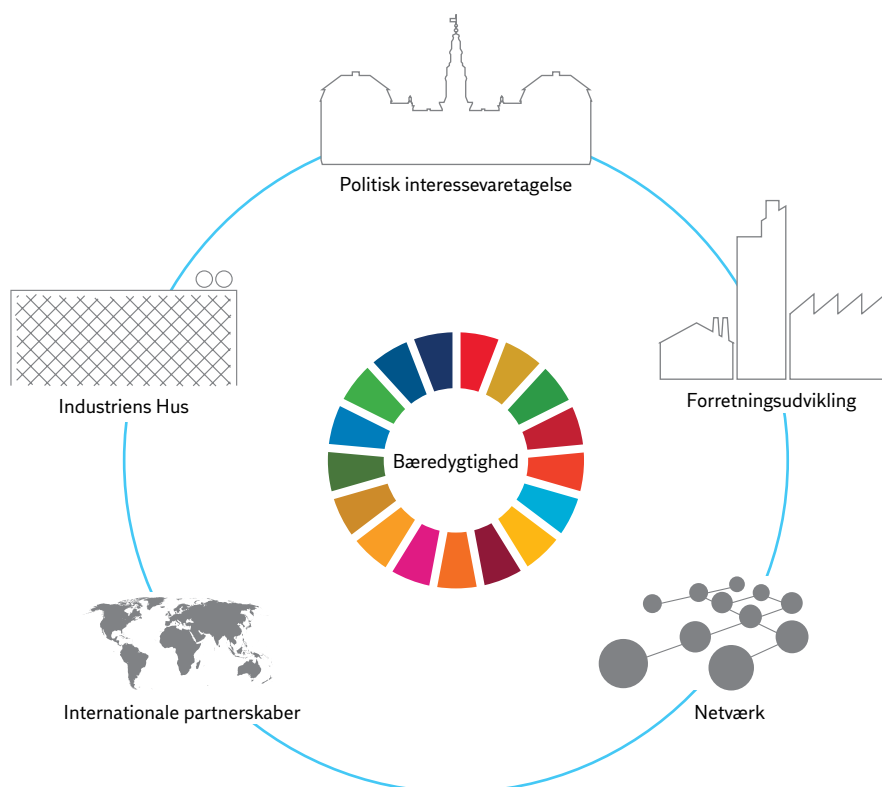 Politisk interessevaretagelse
Industriens Hus
Forretningsudvikling
Bæredygtighed
Internationale partnerskaber
Netværk